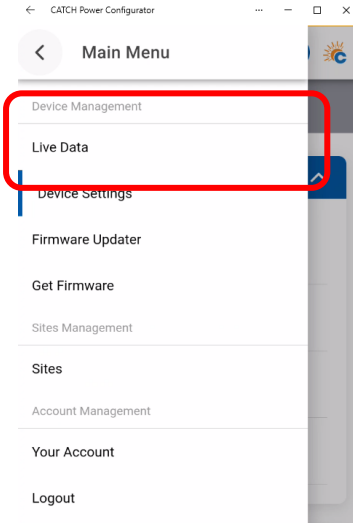 CATCH Power Configurator
Main Menu
Device Management
Live Data
Device Settings
Firmware Updater
Get Firmware
Sites Management
Sites
Account Management
Your Account
Logout